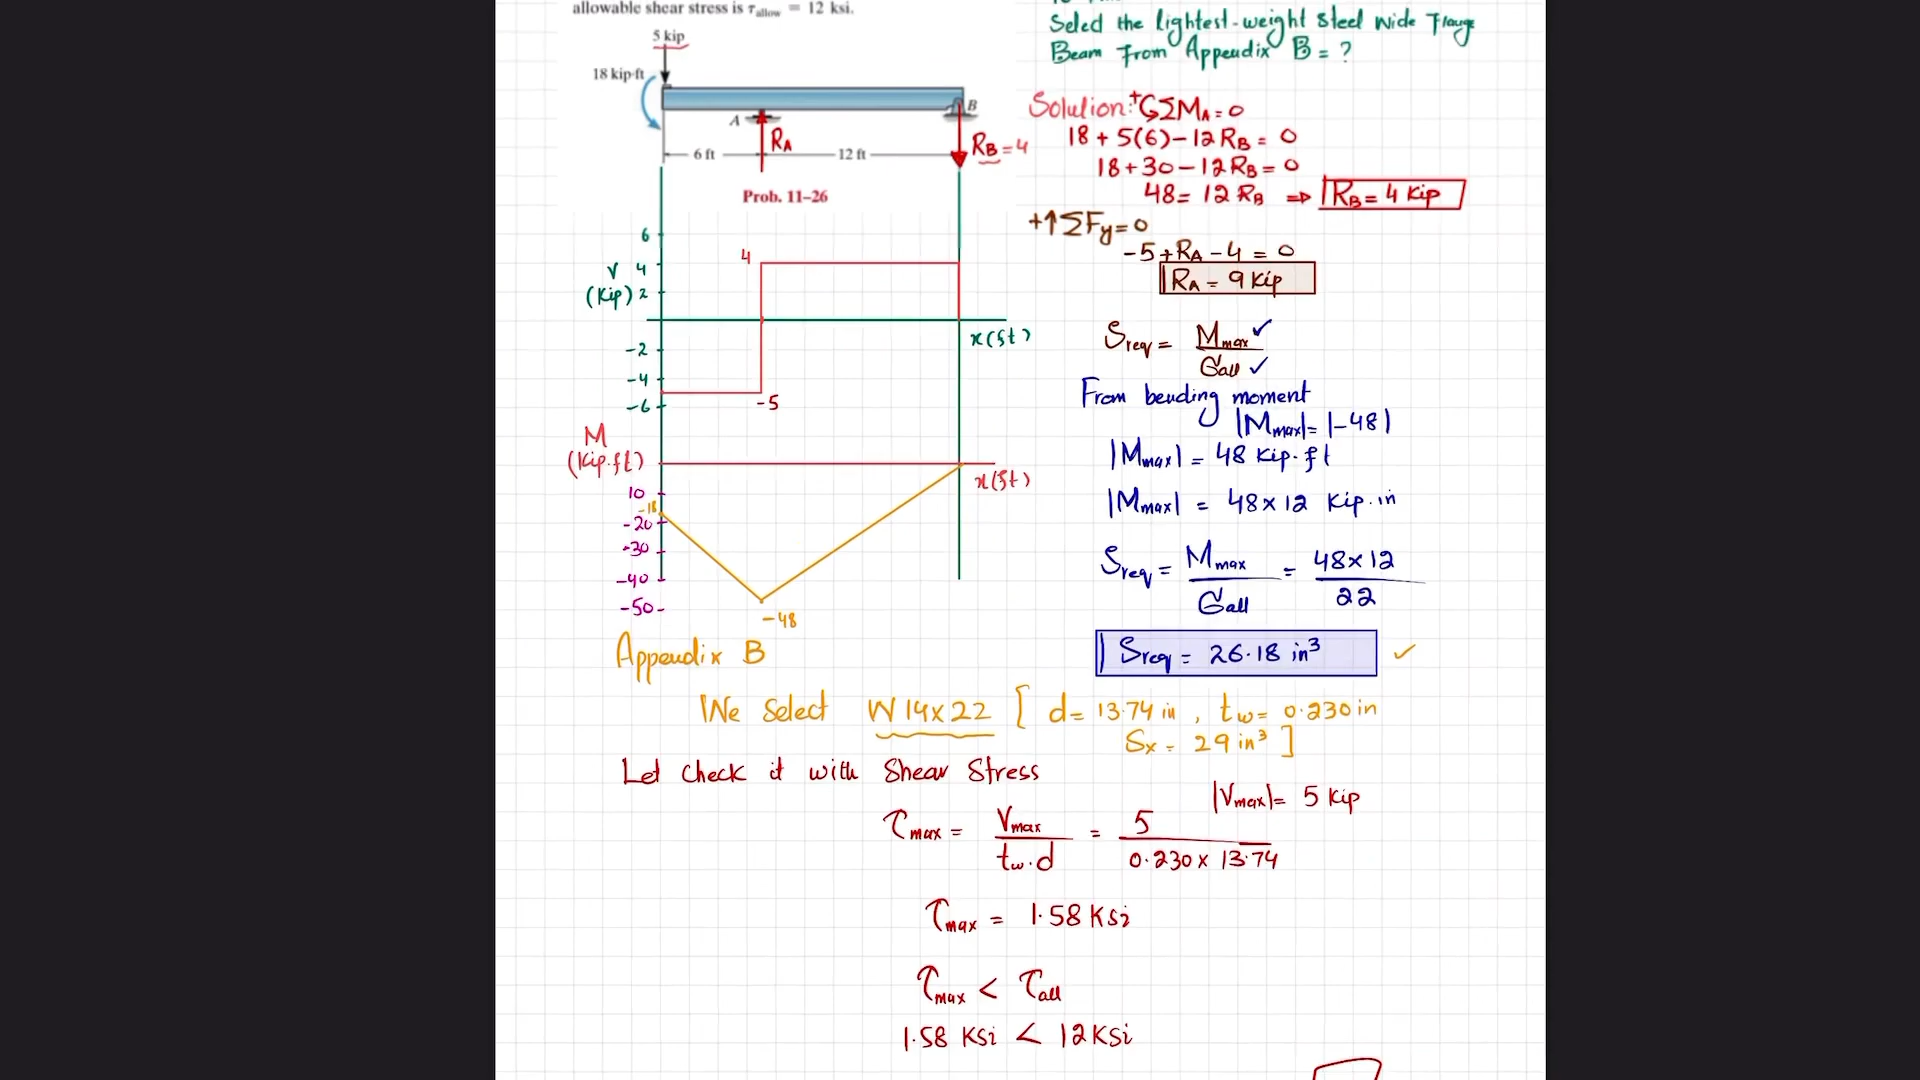 allowable shear stress is τallow = 12 ksi.
Select the lightest-weight Steel Wide Flange
Beam From Appendix B = ?
5 kip
18 kip·ft
A
B
RA
RB = 4
6 ft
12 ft
Prob. 11–26
Solution: +↺ΣMA = 0
18 + 5(6) − 12 RB = 0
18 + 30 − 12 RB = 0
48 = 12 RB ⇒ RB = 4 Kip
+↑ΣFy = 0
-5 + RA - 4 = 0
RA = 9 Kip
6
V 4
(Kip) 2
-2
-4
-6
4
-5
x(ft)
Sreq = Mmax ✓
σall ✓
From bending moment
|Mmax| = |-48|
|Mmax| = 48 Kip·ft
|Mmax| = 48 × 12 Kip·in
M
(Kip·ft)
x(ft)
10
-18
-20
-30
-40
-50
-48
Sreq = Mmax = 48×12
σall 22
Sreq = 26.18 in³ ✓
Appendix B
We Select W14×22 [ d = 13.74 in , tw = 0.230 in
Sx = 29 in³ ]
Let Check it with Shear Stress
|Vmax| = 5 Kip
τmax = Vmax = 5
tw·d 0.230 × 13.74
τmax = 1.58 Ksi
τmax < τall
1.58 Ksi < 12 Ksi